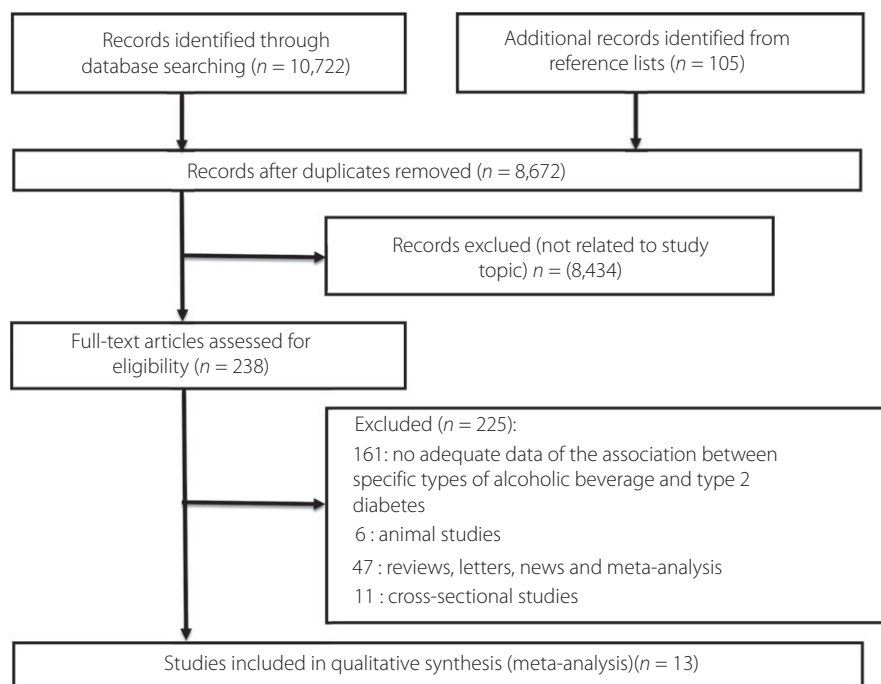 Records identified through
database searching (n = 10,722)
Additional records identified from
reference lists (n = 105)
Records after duplicates removed (n = 8,672)
Records exclued (not related to study
topic) n = (8,434)
Full-text articles assessed for
eligibility (n = 238)
Excluded (n = 225):
161: no adequate data of the association between
specific types of alcoholic beverage and type 2
diabetes
6 : animal studies
47 : reviews, letters, news and meta-analysis
11 : cross-sectional studies
Studies included in qualitative synthesis (meta-analysis)(n = 13)